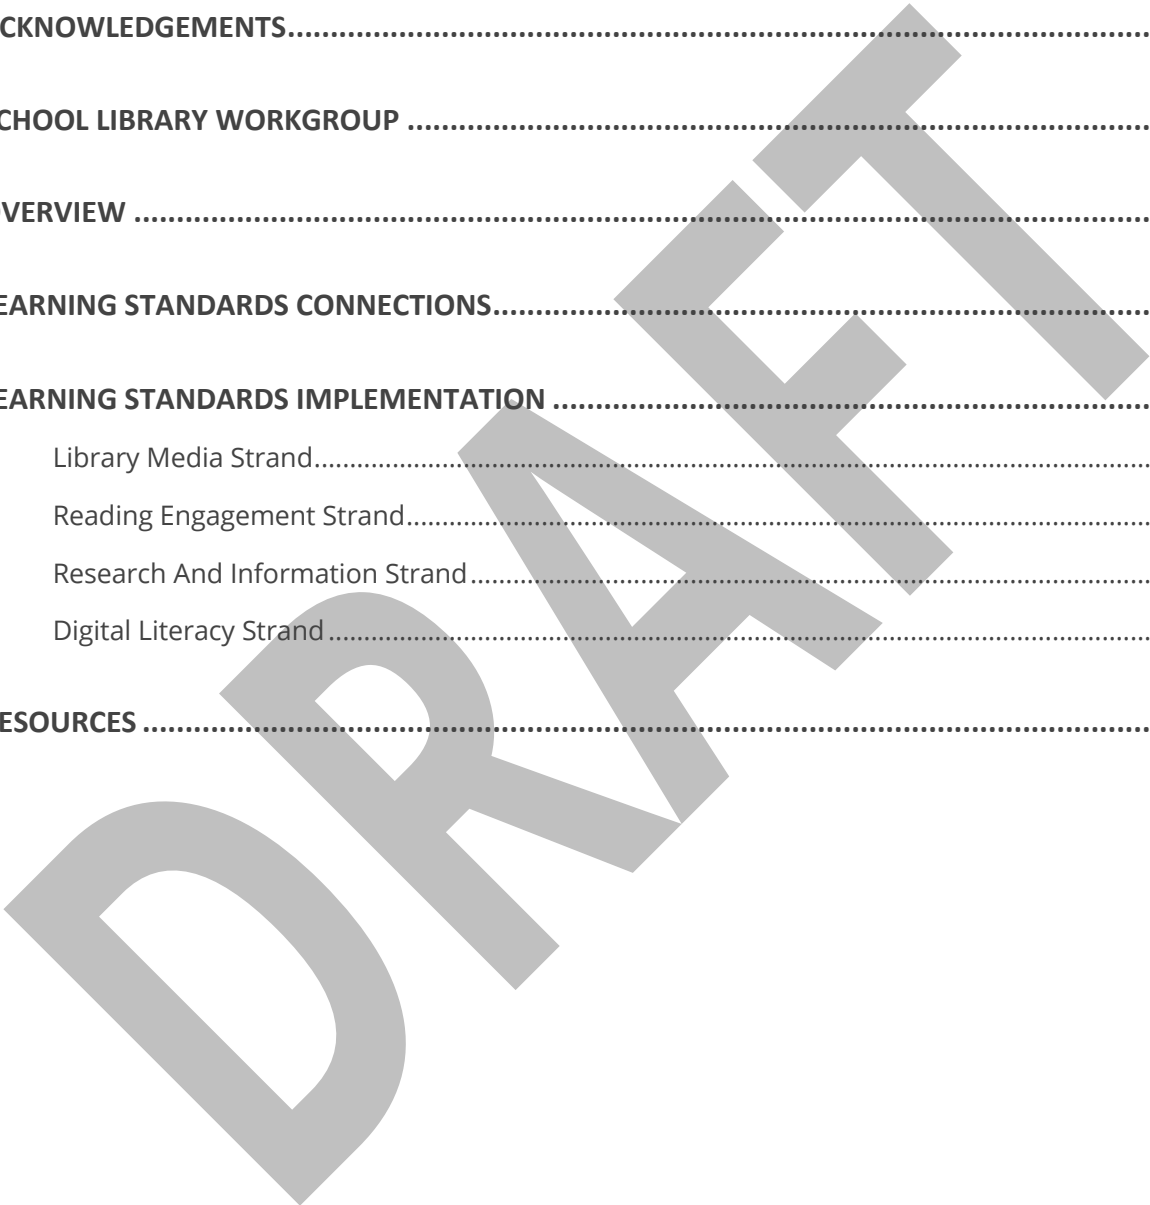 CKNOWLEDGEMENTS
CHOOL LIBRARY WORKGROUP
VERVIEW
EARNING STANDARDS CONNECTIONS
EARNING STANDARDS IMPLEMENTATION
Library Media Strand
Reading Engagement Strand
Research And Information Strand
Digital Literacy Strand
ESOURCES
DRAFT